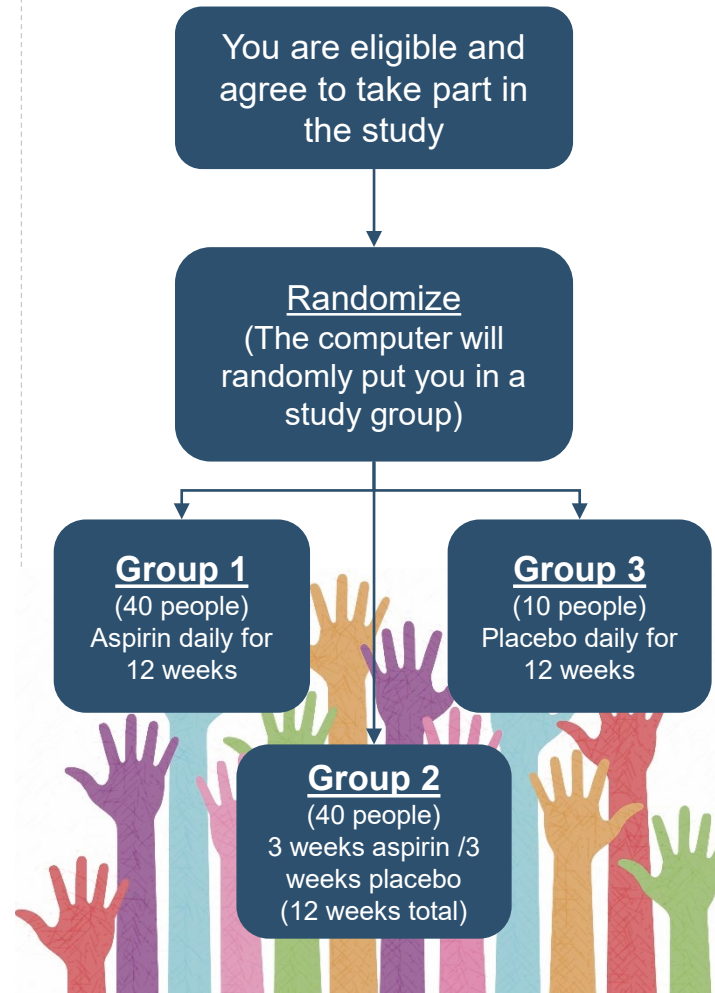 You are eligible and
agree to take part in
the study
Randomize
(The computer will
randomly put you in a
study group)
Group 1
(40 people)
Aspirin daily for
12 weeks
Group 3
(10 people)
Placebo daily for
12 weeks
Group 2
(40 people)
3 weeks aspirin /3
weeks placebo
(12 weeks total)